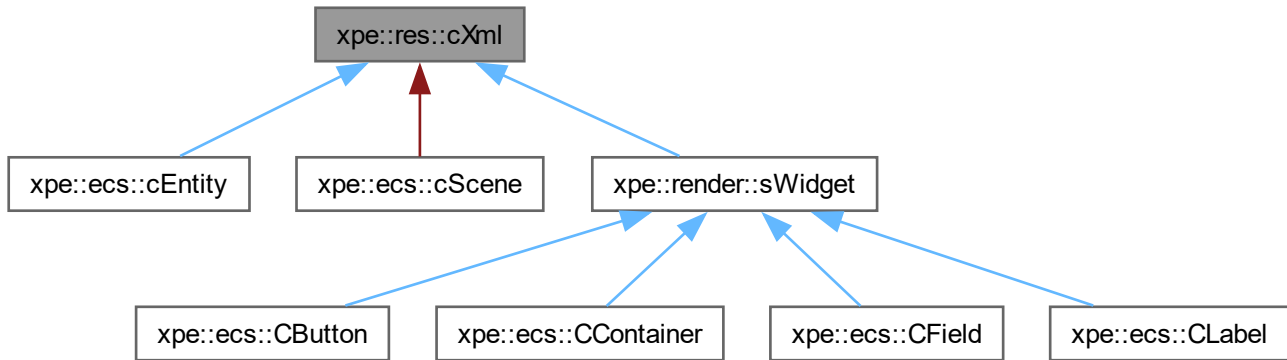 xpe::res::cXml
xpe::ecs::cEntity
xpe::ecs::cScene
xpe::render::sWidget
xpe::ecs::CButton
xpe::ecs::CContainer
xpe::ecs::CField
xpe::ecs::CLabel